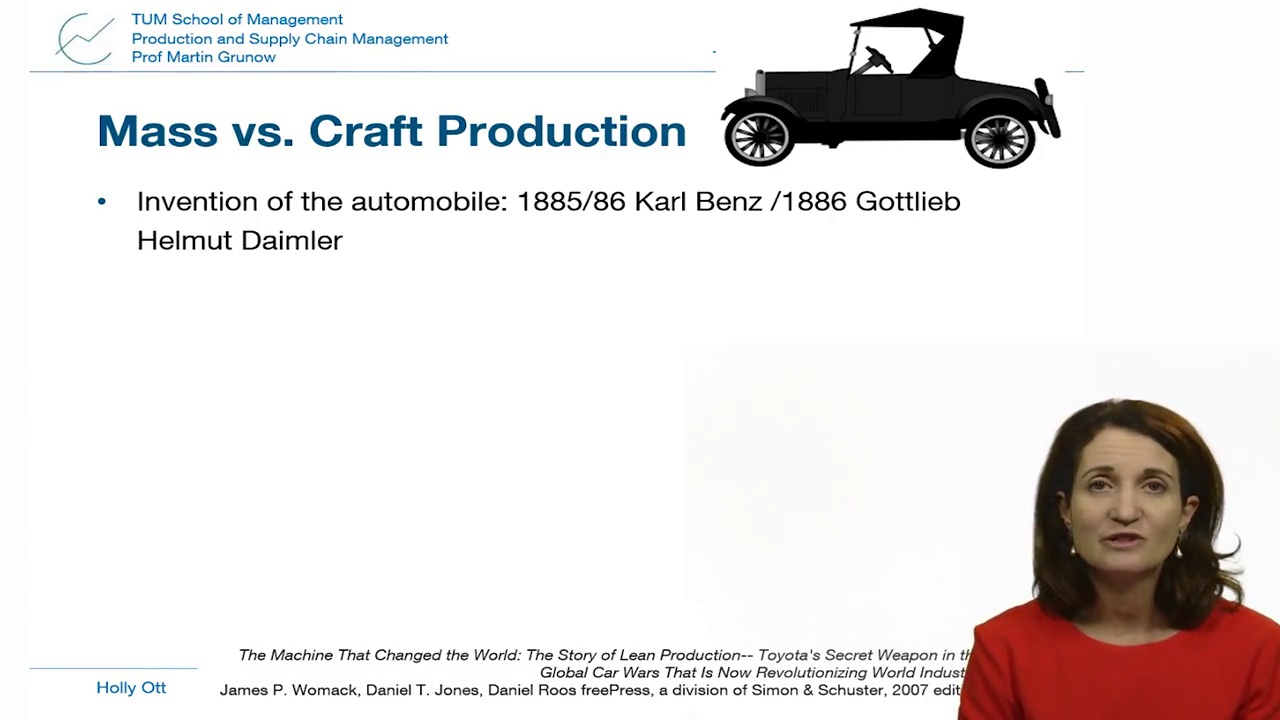 TUM School of Management
Production and Supply Chain Management
Prof Martin Grunow
Mass vs. Craft Production
• Invention of the automobile: 1885/86 Karl Benz /1886 Gottlieb
Helmut Daimler
The Machine That Changed the World: The Story of Lean Production-- Toyota's Secret Weapon in
Global Car Wars That Is Now Revolutionizing World
Holly Ott
James P. Womack, Daniel T. Jones, Daniel Roos freePress, a division of Simon & Schuster, 2007